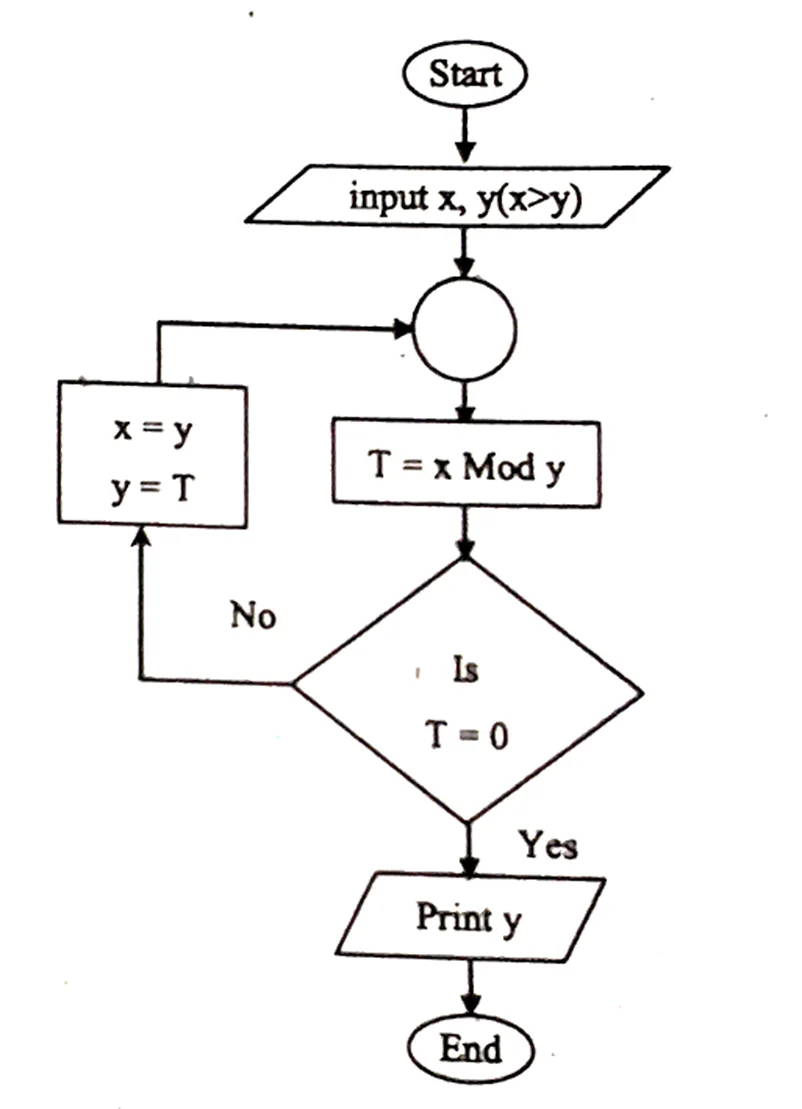 Start
input x, y(x>y)
x = y
y = T
T = x Mod y
No
Is
T = 0
Yes
Print y
End